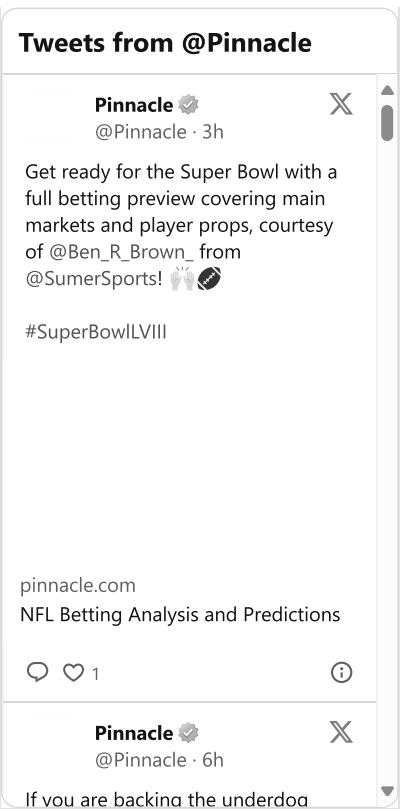 Tweets from @Pinnacle
Pinnacle
@Pinnacle · 3h
Get ready for the Super Bowl with a
full betting preview covering main
markets and player props, courtesy
of @Ben_R_Brown_ from
@SumerSports! 🙌🏈
#SuperBowlLVIII
pinnacle.com
NFL Betting Analysis and Predictions
1
Pinnacle
@Pinnacle · 6h
If you are backing the underdog